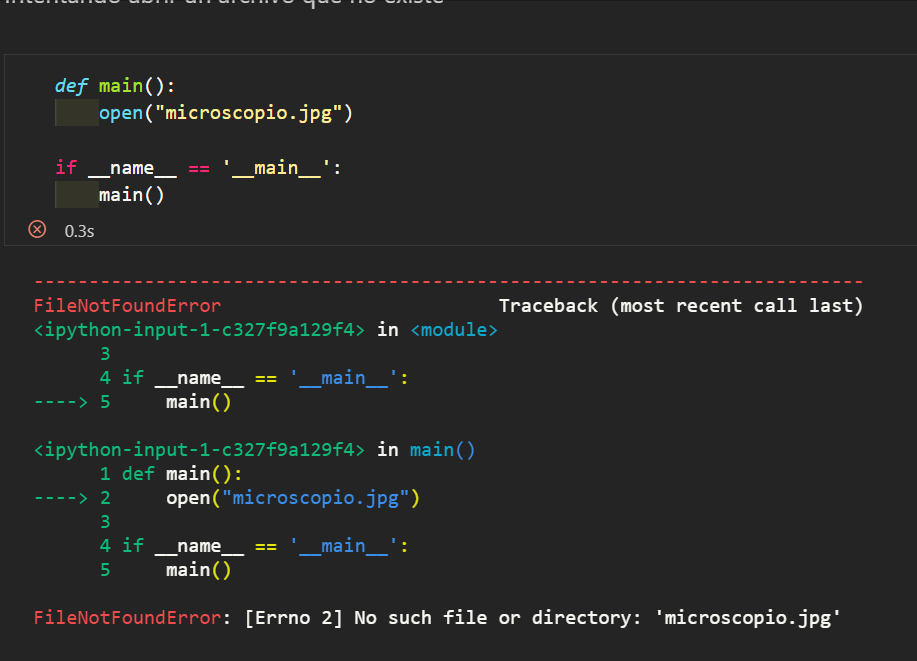 intentando abrir un archivo que no existe
def main():
    open("microscopio.jpg")
if __name__ == '__main__':
    main()
0.3s
---------------------------------------------------------------------------
FileNotFoundError                         Traceback (most recent call last)
<ipython-input-1-c327f9a129f4> in <module>
      3
      4 if __name__ == '__main__':
----> 5     main()
<ipython-input-1-c327f9a129f4> in main()
      1 def main():
----> 2     open("microscopio.jpg")
      3
      4 if __name__ == '__main__':
      5     main()
FileNotFoundError: [Errno 2] No such file or directory: 'microscopio.jpg'